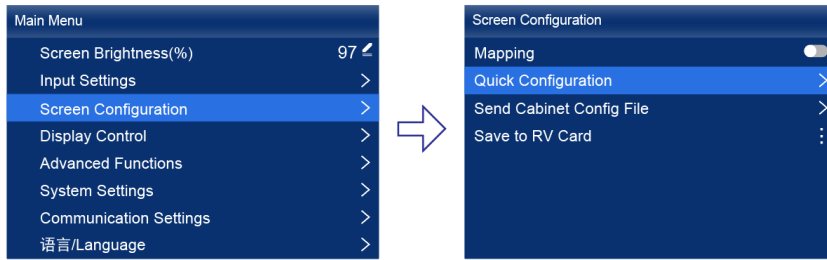 Main Menu
Screen Brightness(%) 97
Input Settings
Screen Configuration
Display Control
Advanced Functions
System Settings
Communication Settings
语言/Language
Screen Configuration
Mapping
Quick Configuration
Send Cabinet Config File
Save to RV Card